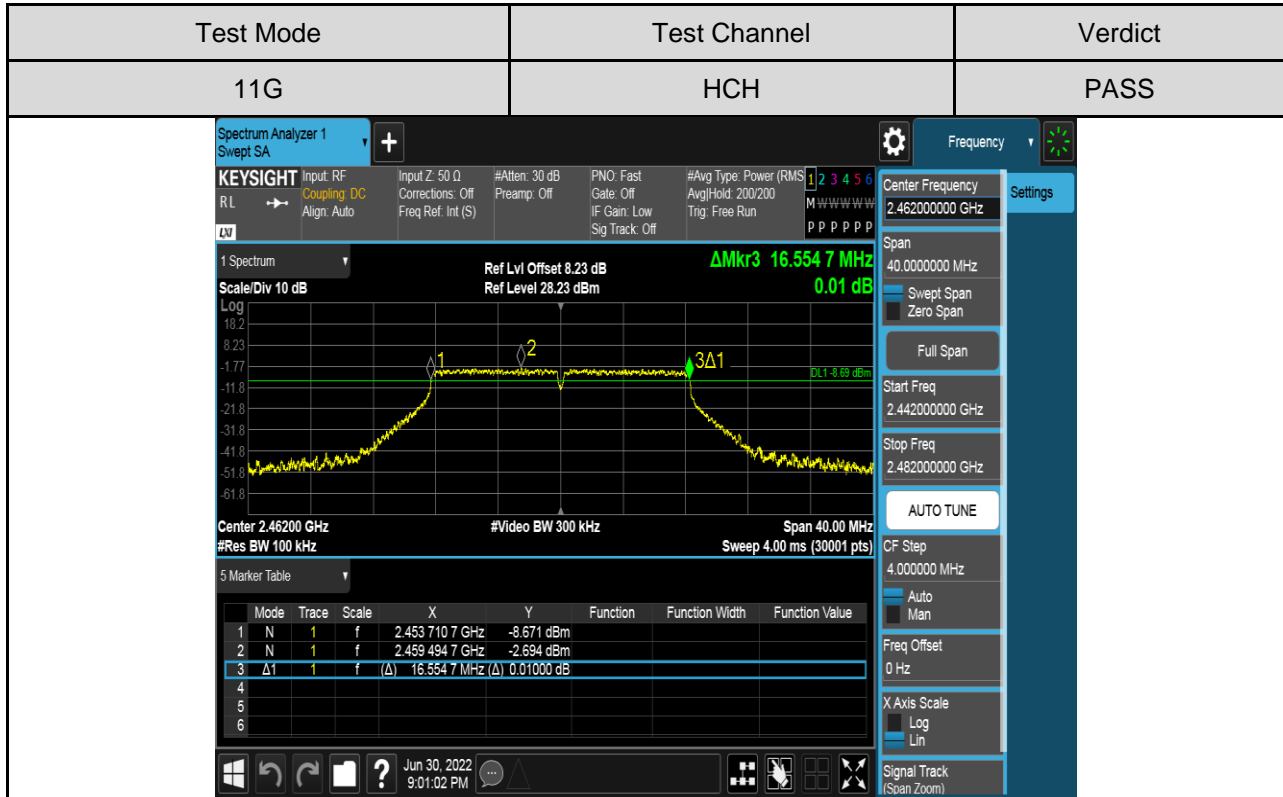 Test Mode Test Channel Verdict
11G HCH PASS
Spectrum Analyzer 1
Swept SA
+
Frequency
KEYSIGHT Input: RF Input Z: 50 Ω #Atten: 30 dB PNO: Fast #Avg Type: Power (RMS 1 2 3 4 5 6
RL Coupling: DC Corrections: Off Preamp: Off Gate: Off Avg|Hold: 200/200 M W W W W W
Align: Auto Freq Ref: Int (S) IF Gain: Low Trig: Free Run
LXI Sig Track: Off P P P P P P
1 Spectrum
Ref Lvl Offset 8.23 dB ΔMkr3 16.554 7 MHz
Scale/Div 10 dB Ref Level 28.23 dBm 0.01 dB
Log
18.2
8.23
-1.77
-11.8
-21.8
-31.8
-41.8
-51.8
-61.8
1
2
3Δ1
DL1 -8.69 dBm
Center 2.46200 GHz #Video BW 300 kHz Span 40.00 MHz
#Res BW 100 kHz Sweep 4.00 ms (30001 pts)
5 Marker Table
Mode Trace Scale X Y Function Function Width Function Value
1 N 1 f 2.453 710 7 GHz -8.671 dBm
2 N 1 f 2.459 494 7 GHz -2.694 dBm
3 Δ1 1 f (Δ) 16.554 7 MHz (Δ) 0.01000 dB
4
5
6
?
Jun 30, 2022
9:01:02 PM
Center Frequency
2.462000000 GHz
Settings
Span
40.0000000 MHz
Swept Span
Zero Span
Full Span
Start Freq
2.442000000 GHz
Stop Freq
2.482000000 GHz
AUTO TUNE
CF Step
4.000000 MHz
Auto
Man
Freq Offset
0 Hz
X Axis Scale
Log
Lin
Signal Track
(Span Zoom)